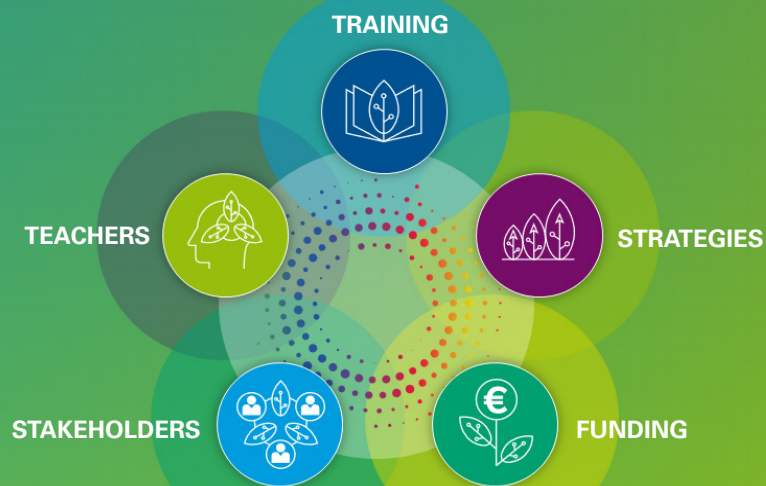 TRAINING
TEACHERS
STRATEGIES
€
STAKEHOLDERS
FUNDING